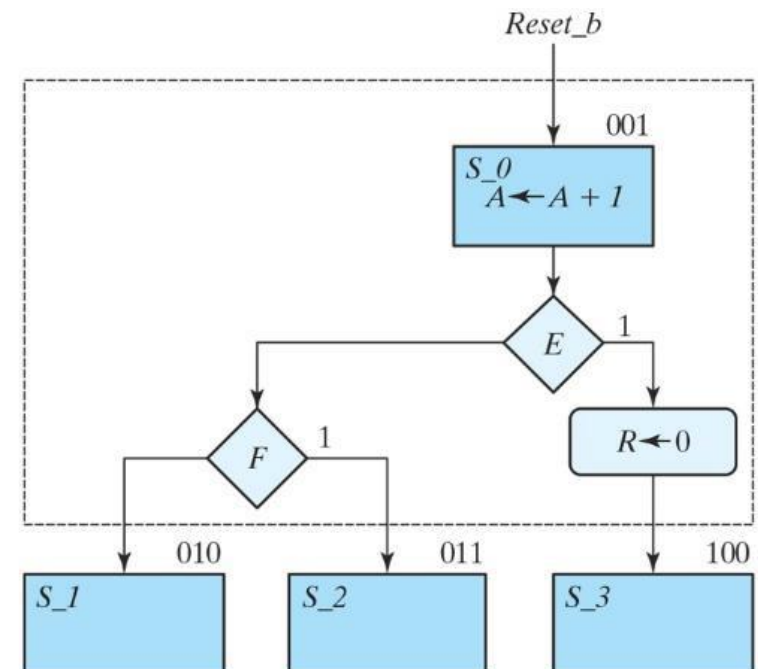 Reset_b
001
S_0
A ← A + 1
E
1
F
1
R ← 0
010
011
100
S_1
S_2
S_3